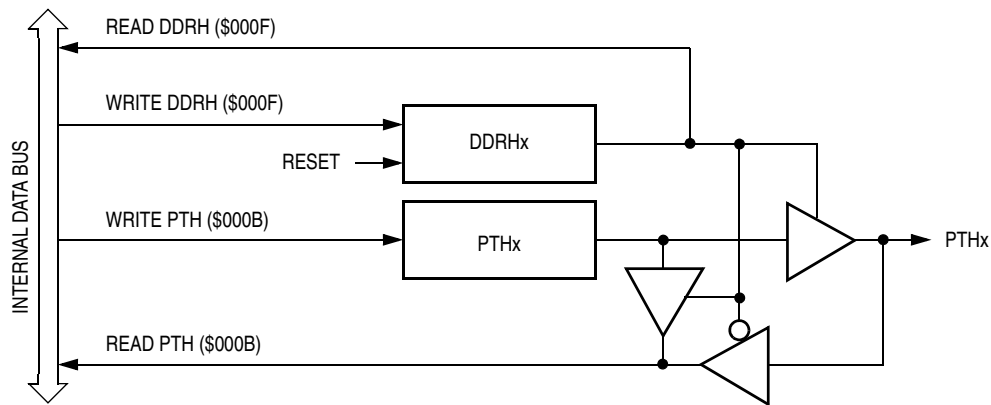 READ DDRH ($000F)
WRITE DDRH ($000F)
DDRHx
RESET
INTERNAL DATA BUS
WRITE PTH ($000B)
PTHx
PTHx
READ PTH ($000B)